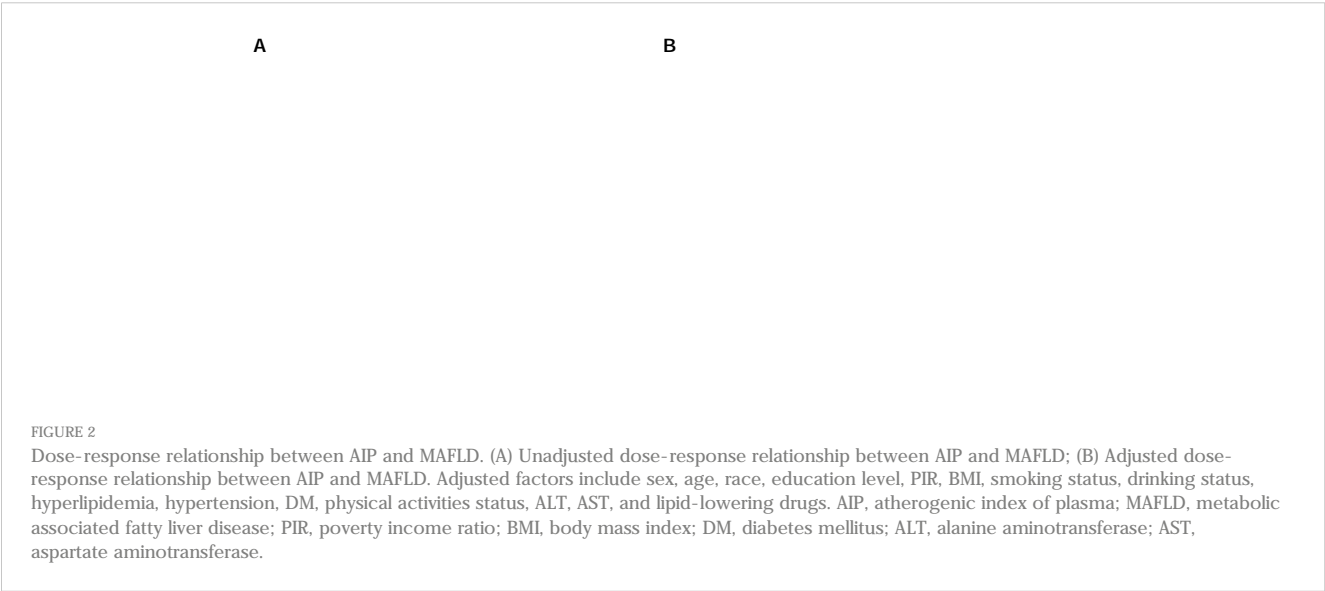 A
B
FIGURE 2
Dose-response relationship between AIP and MAFLD. (A) Unadjusted dose-response relationship between AIP and MAFLD; (B) Adjusted dose-
response relationship between AIP and MAFLD. Adjusted factors include sex, age, race, education level, PIR, BMI, smoking status, drinking status,
hyperlipidemia, hypertension, DM, physical activities status, ALT, AST, and lipid-lowering drugs. AIP, atherogenic index of plasma; MAFLD, metabolic
associated fatty liver disease; PIR, poverty income ratio; BMI, body mass index; DM, diabetes mellitus; ALT, alanine aminotransferase; AST,
aspartate aminotransferase.